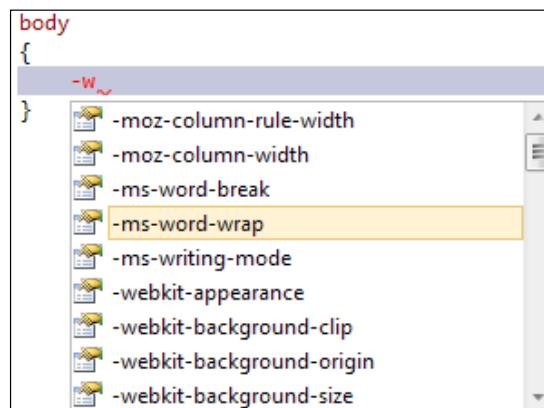 body
{
-w
}
-moz-column-rule-width
-moz-column-width
-ms-word-break
-ms-word-wrap
-ms-writing-mode
-webkit-appearance
-webkit-background-clip
-webkit-background-origin
-webkit-background-size